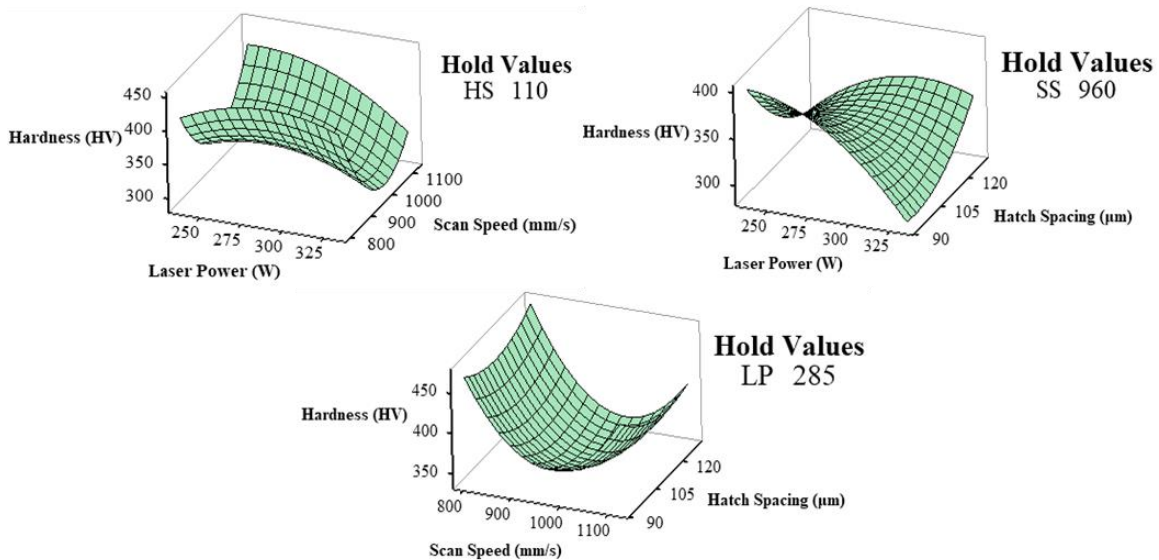 Hold Values
HS 110
450
400
350
300
Hardness (HV)
250
275
300
325
Laser Power (W)
800
900
1000
1100
Scan Speed (mm/s)
Hold Values
SS 960
400
350
300
Hardness (HV)
250
275
300
325
Laser Power (W)
90
105
120
Hatch Spacing (μm)
Hold Values
LP 285
450
400
350
Hardness (HV)
800
900
1000
1100
Scan Speed (mm/s)
90
105
120
Hatch Spacing (μm)